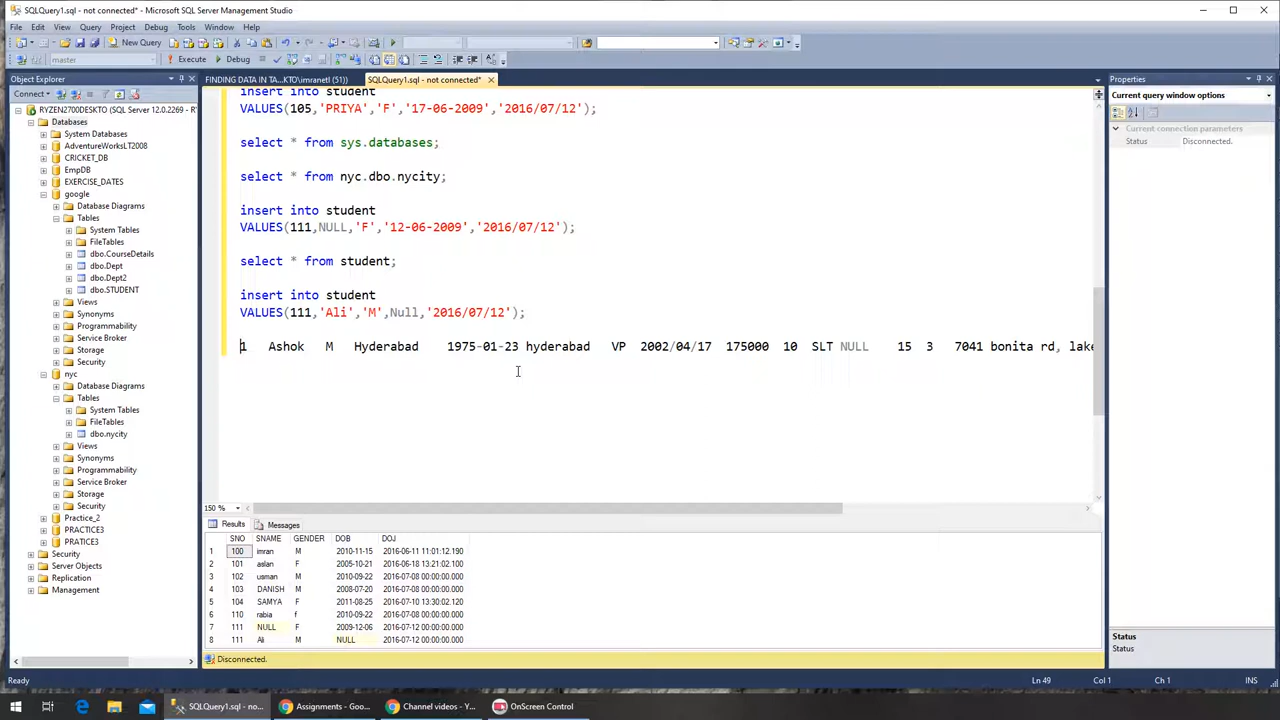 SQLQuery1.sql - not connected* - Microsoft SQL Server Management Studio
File Edit View Query Project Debug Tools Window Help
New Query
master Execute Debug
Object Explorer
FINDING DATA IN TA...KTO\imranetl (51))
SQLQuery1.sql - not connected*
Properties
Connect
Current query window options
RYZEN2700DESKTO (SQL Server 12.0.2269 - RY
Databases
System Databases
AdventureWorksLT2008
CRICKET_DB
EmpDB
EXERCISE_DATES
google
Database Diagrams
Tables
System Tables
FileTables
dbo.CourseDetails
dbo.Dept
dbo.Dept2
dbo.STUDENT
Views
Synonyms
Programmability
Service Broker
Storage
Security
nyc
Database Diagrams
Tables
System Tables
FileTables
dbo.nycity
Views
Synonyms
Programmability
Service Broker
Storage
Security
Practice_2
PRACTICE3
PRATICE3
Security
Server Objects
Replication
Management
insert into student
VALUES(105,'PRIYA','F','17-06-2009','2016/07/12');
select * from sys.databases;
select * from nyc.dbo.nycity;
insert into student
VALUES(111,NULL,'F','12-06-2009','2016/07/12');
select * from student;
insert into student
VALUES(111,'Ali','M',Null,'2016/07/12');
1 Ashok M Hyderabad 1975-01-23 hyderabad VP 2002/04/17 175000 10 SLT NULL 15 3 7041 bonita rd, lake
150 %
Results Messages
SNO SNAME GENDER DOB DOJ
1 100 imran M 2010-11-15 2016-06-11 11:01:12.190
2 101 aslan F 2005-10-21 2016-06-18 13:21:02.100
3 102 usman M 2010-09-22 2016-07-08 00:00:00.000
4 103 DANISH M 2008-07-20 2016-07-08 00:00:00.000
5 104 SAMYA F 2011-08-25 2016-07-10 13:30:02.120
6 110 rabia f 2010-09-22 2016-07-08 00:00:00.000
7 111 NULL F 2009-12-06 2016-07-12 00:00:00.000
8 111 Ali M NULL 2016-07-12 00:00:00.000
Disconnected.
Current connection parameters
Status Disconnected.
Status
Status
Ready
Ln 49 Col 1 Ch 1 INS
SQLQuery1.sql - no...
Assignments - Goo...
Channel videos - Y...
OnScreen Control